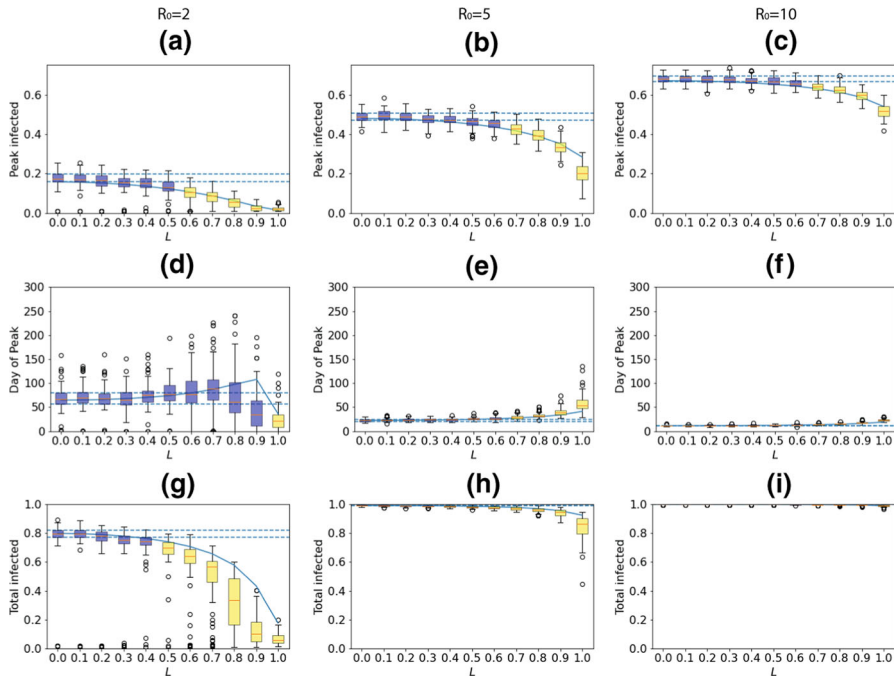 R₀=2 R₀=5 R₀=10
(a) (b) (c)
Peak infected Peak infected Peak infected
0.6 0.6 0.6
0.4 0.4 0.4
0.2 0.2 0.2
0.0 0.0 0.0
0.0 0.1 0.2 0.3 0.4 0.5 0.6 0.7 0.8 0.9 1.0 0.0 0.1 0.2 0.3 0.4 0.5 0.6 0.7 0.8 0.9 1.0 0.0 0.1 0.2 0.3 0.4 0.5 0.6 0.7 0.8 0.9 1.0
L L L
(d) (e) (f)
Day of Peak Day of Peak Day of Peak
300 300 300
250 250 250
200 200 200
150 150 150
100 100 100
50 50 50
0 0 0
0.0 0.1 0.2 0.3 0.4 0.5 0.6 0.7 0.8 0.9 1.0 0.0 0.1 0.2 0.3 0.4 0.5 0.6 0.7 0.8 0.9 1.0 0.0 0.1 0.2 0.3 0.4 0.5 0.6 0.7 0.8 0.9 1.0
L L L
(g) (h) (i)
Total infected Total infected Total infected
1.0 1.0 1.0
0.8 0.8 0.8
0.6 0.6 0.6
0.4 0.4 0.4
0.2 0.2 0.2
0.0 0.0 0.0
0.0 0.1 0.2 0.3 0.4 0.5 0.6 0.7 0.8 0.9 1.0 0.0 0.1 0.2 0.3 0.4 0.5 0.6 0.7 0.8 0.9 1.0 0.0 0.1 0.2 0.3 0.4 0.5 0.6 0.7 0.8 0.9 1.0
L L L